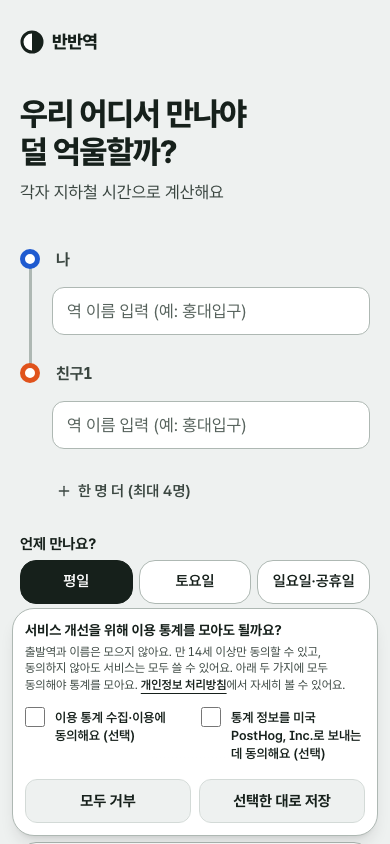 반반역
우리 어디서 만나야
덜 억울할까?
각자 지하철 시간으로 계산해요
나
역 이름 입력 (예: 홍대입구)
친구1
역 이름 입력 (예: 홍대입구)
+ 한 명 더 (최대 4명)
언제 만나요?
평일 토요일 일요일·공휴일
서비스 개선을 위해 이용 통계를 모아도 될까요?
출발역과 이름은 모으지 않아요. 만 14세 이상만 동의할 수 있고,
동의하지 않아도 서비스는 모두 쓸 수 있어요. 아래 두 가지에 모두
동의해야 통계를 모아요. 개인정보 처리방침에서 자세히 볼 수 있어요.
이용 통계 수집·이용에
동의해요 (선택)
통계 정보를 미국
PostHog, Inc.로 보내는
데 동의해요 (선택)
모두 거부 선택한 대로 저장